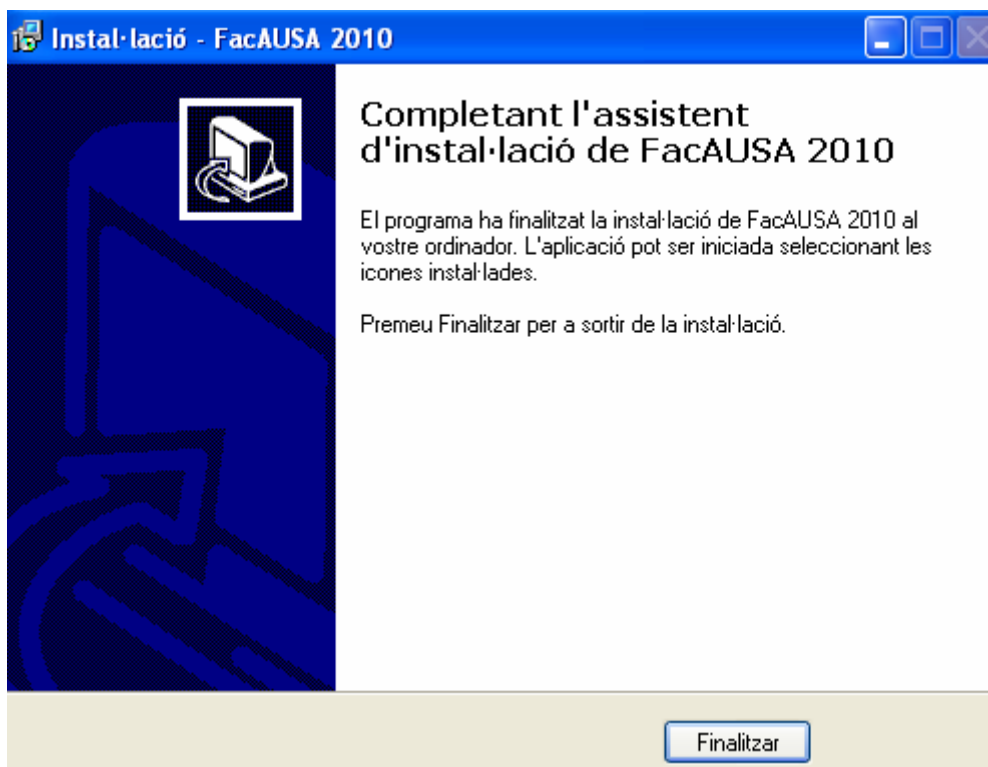 Instal·lació - FacAUSA 2010
Completant l'assistent
d'instal·lació de FacAUSA 2010
El programa ha finalitzat la instal·lació de FacAUSA 2010 al
vostre ordinador. L'aplicació pot ser iniciada seleccionant les
icones instal·lades.
Premeu Finalitzar per a sortir de la instal·lació.
Finalitzar